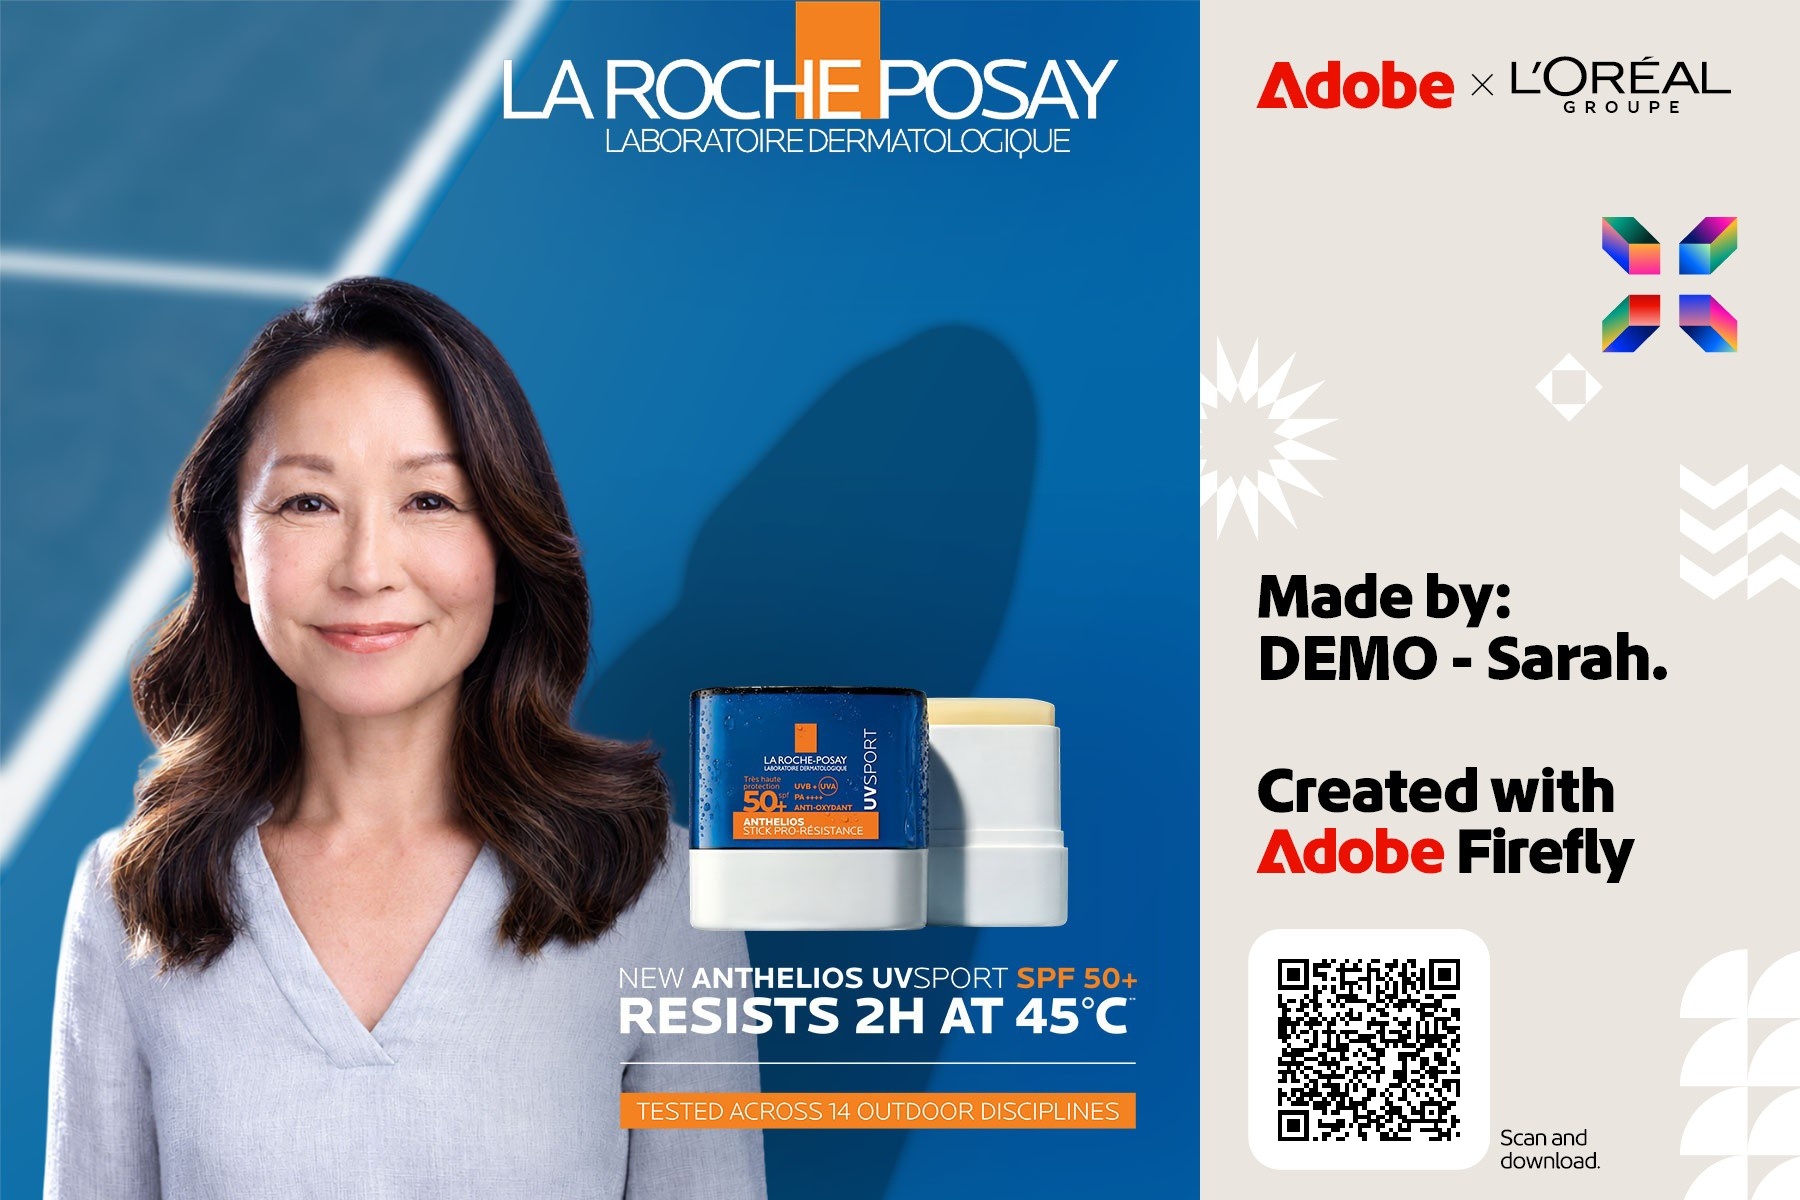 LA ROCHE POSAY
LABORATOIRE DERMATOLOGIQUE
LA ROCHE-POSAY
LABORATOIRE DERMATOLOGIQUE
Très haute
protection
50+ spf
UVB + UVA
PA ++++
ANTI-OXYDANT
ANTHELIOS
STICK PRO-RÉSISTANCE
UVSPORT
NEW ANTHELIOS UVSPORT SPF 50+
RESISTS 2H AT 45°C**
TESTED ACROSS 14 OUTDOOR DISCIPLINES
Adobe × L'ORÉAL
GROUPE
Made by:
DEMO - Sarah.
Created with
Adobe Firefly
Scan and
download.